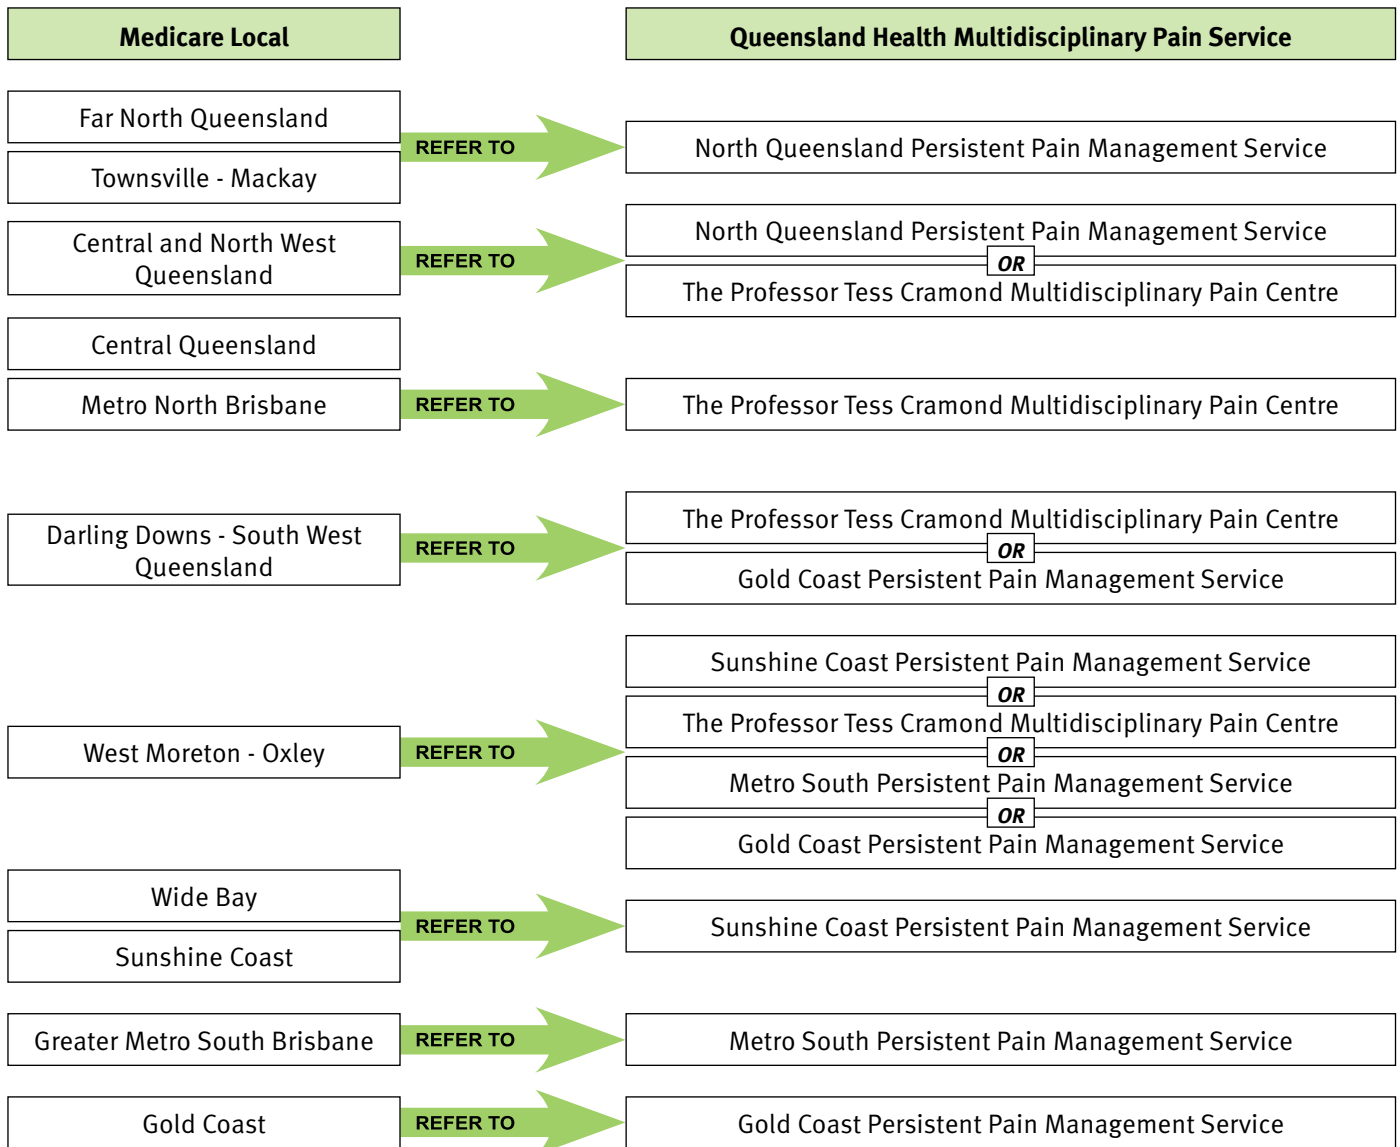 Medicare Local
Queensland Health Multidisciplinary Pain Service
Far North Queensland
Townsville - Mackay
REFER TO
North Queensland Persistent Pain Management Service
Central and North West
Queensland
REFER TO
North Queensland Persistent Pain Management Service
OR
The Professor Tess Cramond Multidisciplinary Pain Centre
Central Queensland
Metro North Brisbane
REFER TO
The Professor Tess Cramond Multidisciplinary Pain Centre
Darling Downs - South West
Queensland
REFER TO
The Professor Tess Cramond Multidisciplinary Pain Centre
OR
Gold Coast Persistent Pain Management Service
West Moreton - Oxley
REFER TO
Sunshine Coast Persistent Pain Management Service
OR
The Professor Tess Cramond Multidisciplinary Pain Centre
OR
Metro South Persistent Pain Management Service
OR
Gold Coast Persistent Pain Management Service
Wide Bay
Sunshine Coast
REFER TO
Sunshine Coast Persistent Pain Management Service
Greater Metro South Brisbane
REFER TO
Metro South Persistent Pain Management Service
Gold Coast
REFER TO
Gold Coast Persistent Pain Management Service